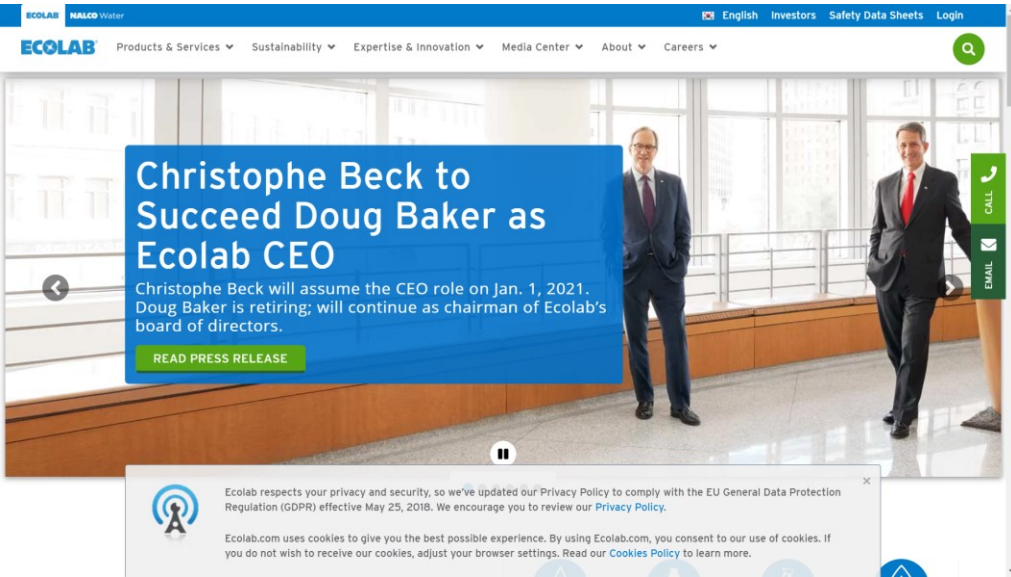 ECOLAB NALCO Water
English Investors Safety Data Sheets Login
ECOLAB Products & Services Sustainability Expertise & Innovation Media Center About Careers
Christophe Beck to
Succeed Doug Baker as
Ecolab CEO
Christophe Beck will assume the CEO role on Jan. 1, 2021.
Doug Baker is retiring; will continue as chairman of Ecolab's
board of directors.
READ PRESS RELEASE
CALL
EMAIL
Ecolab respects your privacy and security, so we've updated our Privacy Policy to comply with the EU General Data Protection
Regulation (GDPR) effective May 25, 2018. We encourage you to review our Privacy Policy.
Ecolab.com uses cookies to give you the best possible experience. By using Ecolab.com, you consent to our use of cookies. If
you do not wish to receive our cookies, adjust your browser settings. Read our Cookies Policy to learn more.